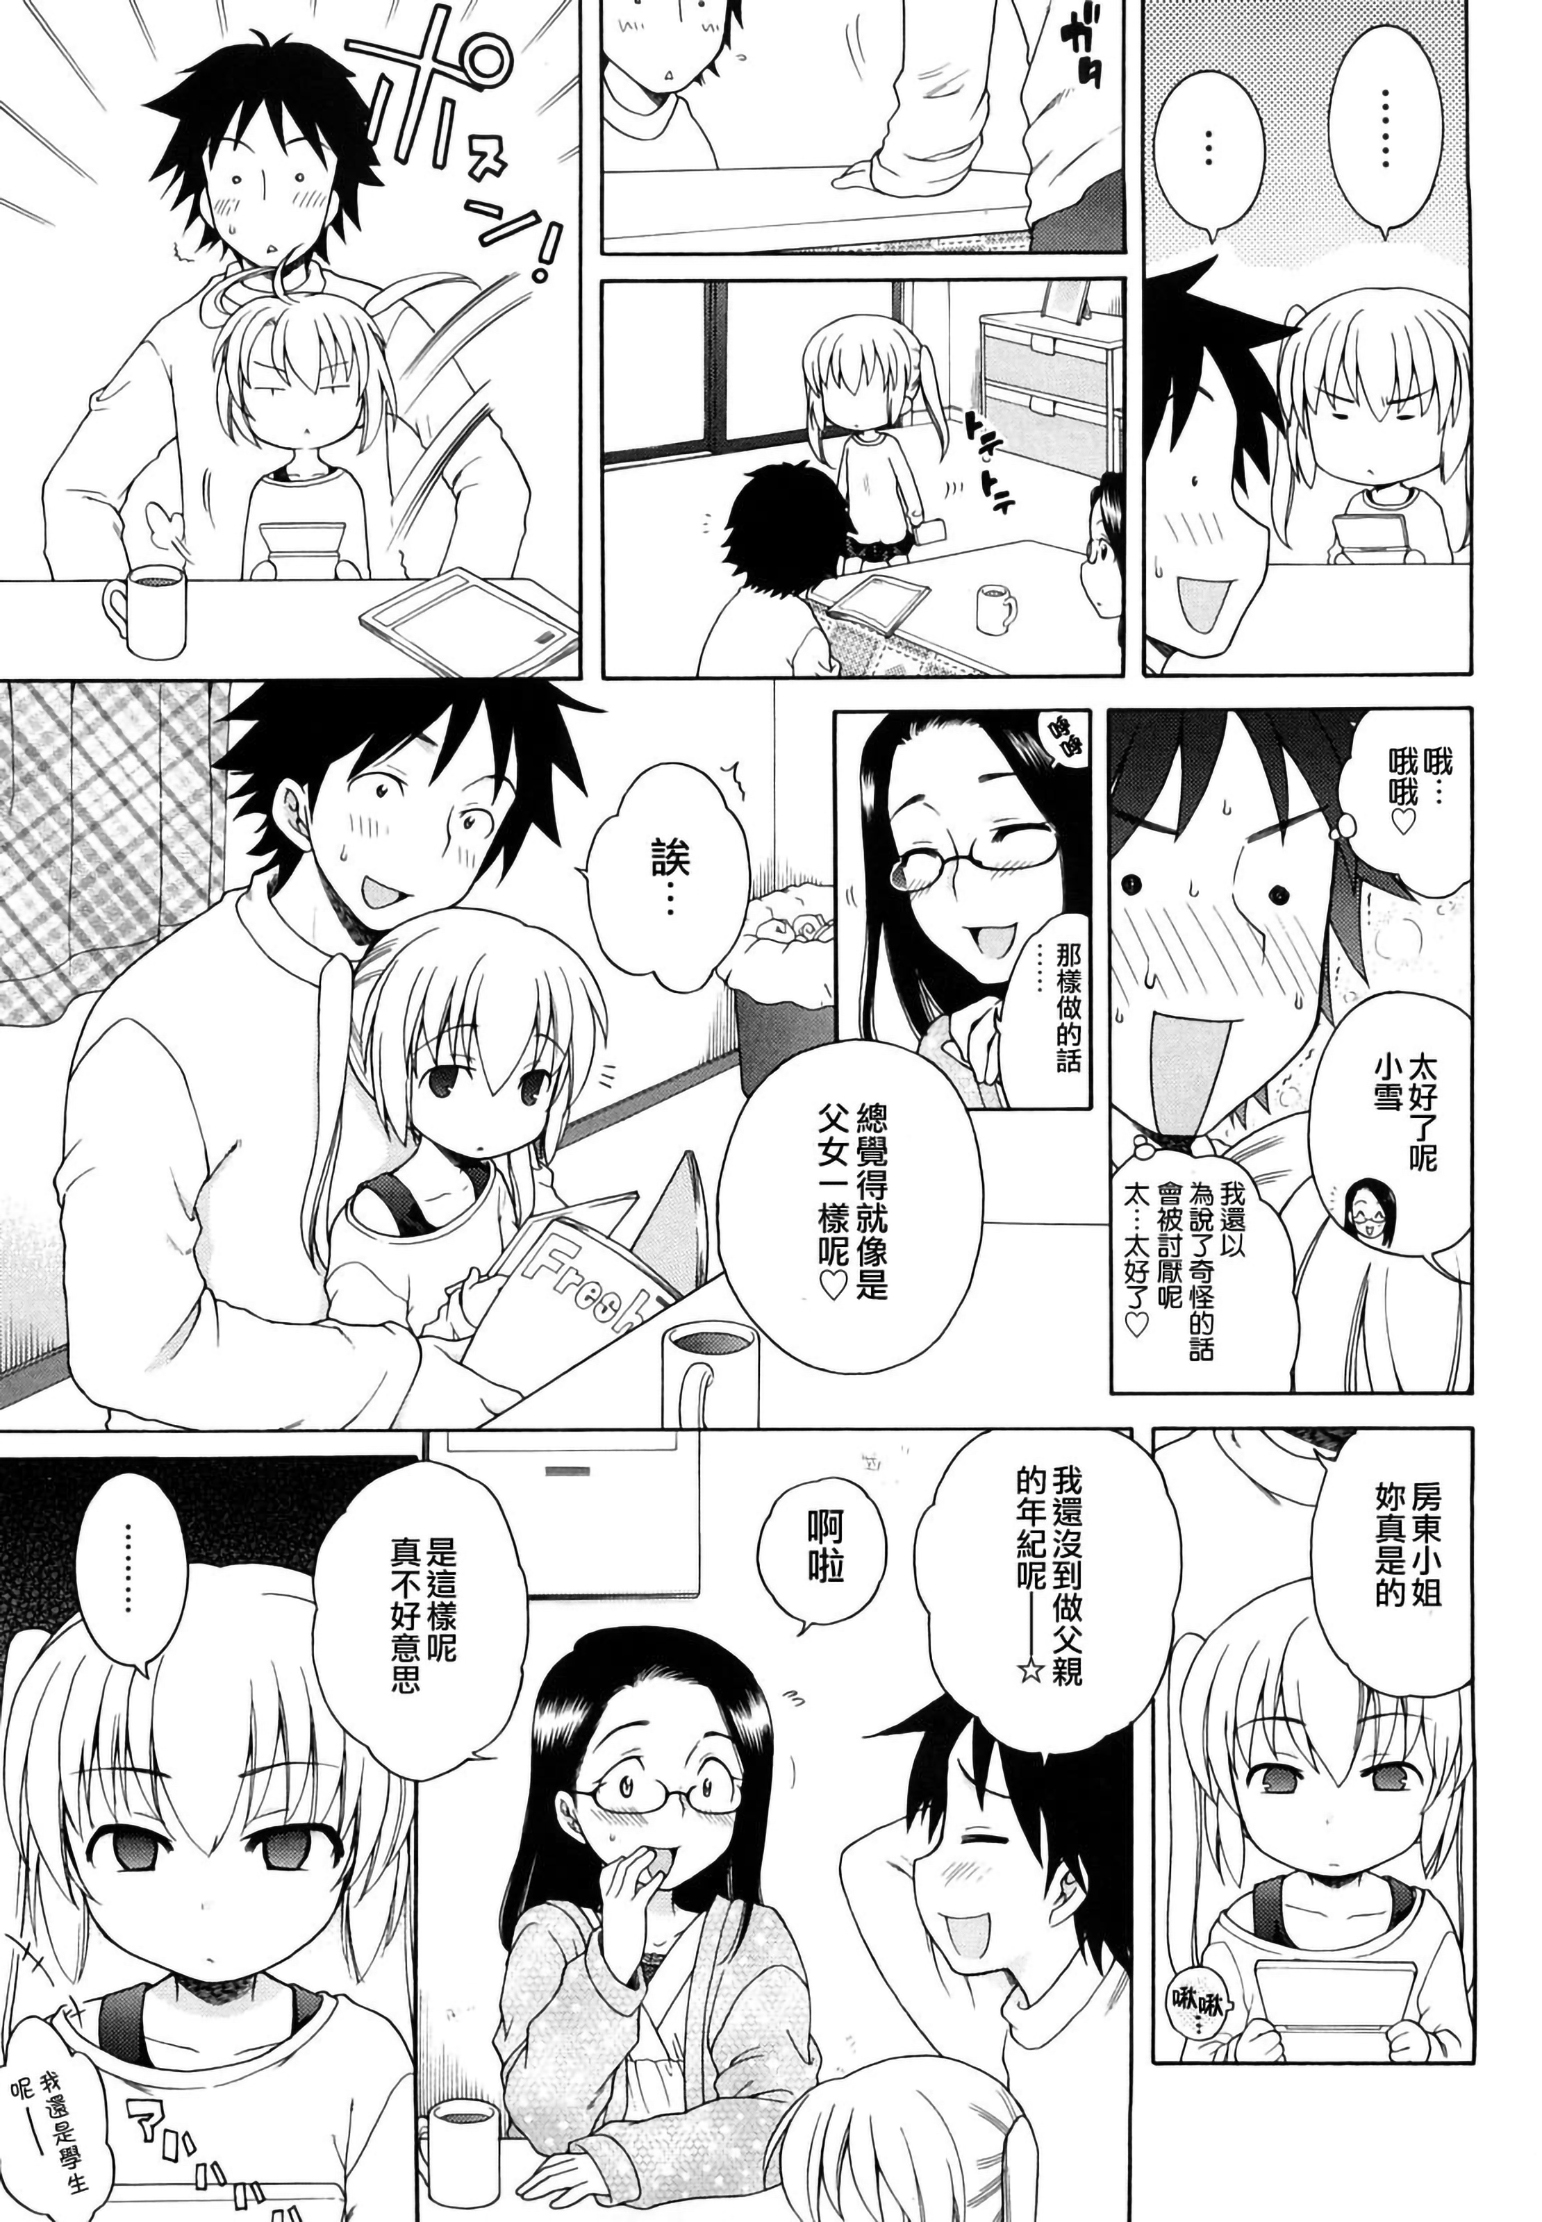 ……
…
ガタ
トテ
トテ
ポスン!
哦…
哦哦♡
太好了呢
小雪
我還以
為說了奇怪的話
會被討厭呢
太…太好了♡
呼呼
那樣做的話
……
總覺得就像是
父女一樣呢♡
誒…
Fresh
房東小姐
妳真是的
啾啾
…
我還沒到做父親
的年紀呢——☆
啊啦
是這樣呢
真不好意思
………
我還是學生
呢——
アハハハハ